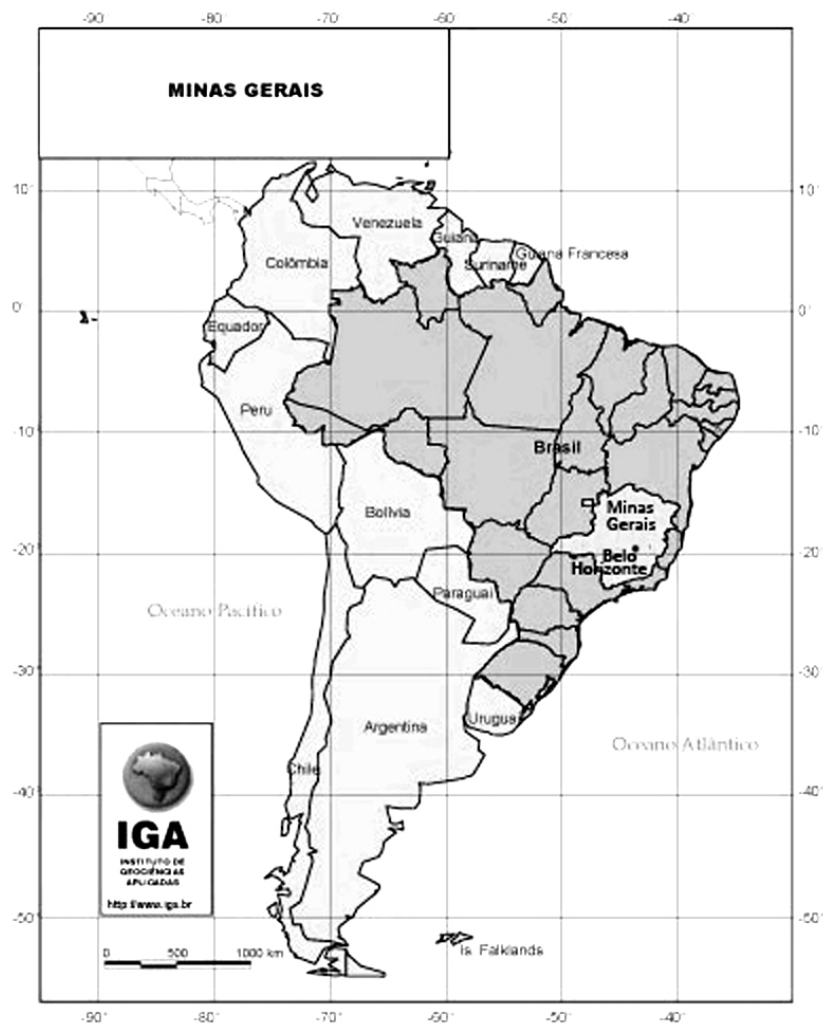 -90° -80° -70° -60° -50° -40°
MINAS GERAIS
10° 10°
Venezuela
Guiana
Guiana Francesa
Suriname
Colômbia
0° 0°
Equador
Peru
-10° -10°
Brasil
Bolívia
Minas
Gerais
-20° -20°
Belo
Horizonte
Paraguai
Oceano Pacífico
-30° -30°
Argentina
Urugua
Oceano Atlântico
Chile
-40° -40°
IGA
INSTITUTO DE
GEOCIÊNCIAS
APLICADAS
http://www.iga.br
-50° -50°
0 500 1000 km
Is. Falklands
-90° -80° -70° -60° -50° -40°